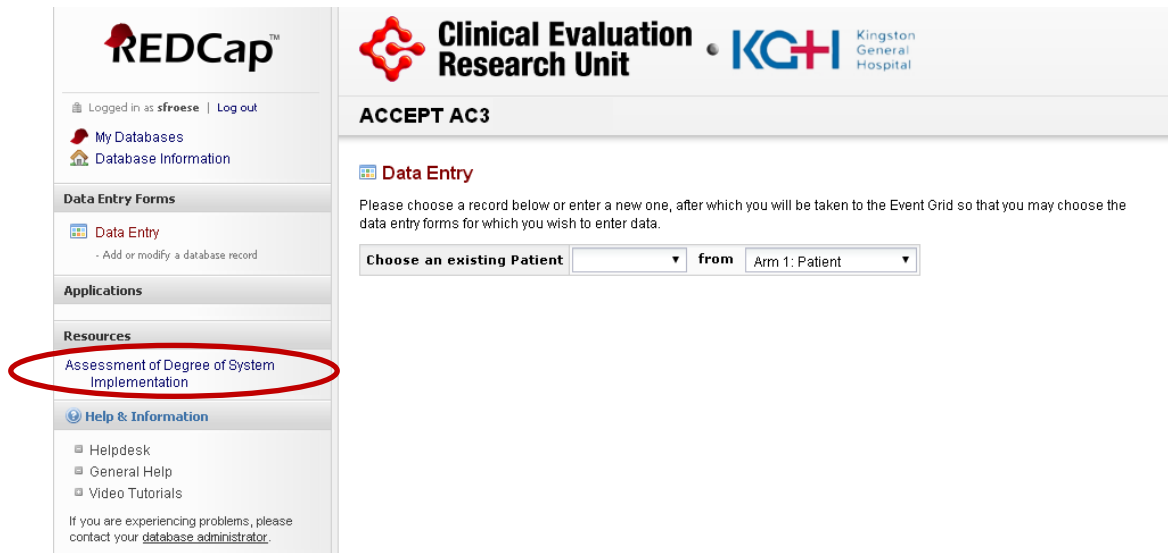 REDCap™
Logged in as sfroese | Log out
My Databases
Database Information
Data Entry Forms
Data Entry
- Add or modify a database record
Applications
Resources
Assessment of Degree of System
Implementation
Help & Information
Helpdesk
General Help
Video Tutorials
If you are experiencing problems, please
contact your database administrator.
Clinical Evaluation
Research Unit
KGH
Kingston
General
Hospital
ACCEPT AC3
Data Entry
Please choose a record below or enter a new one, after which you will be taken to the Event Grid so that you may choose the
data entry forms for which you wish to enter data.
Choose an existing Patient from Arm 1: Patient